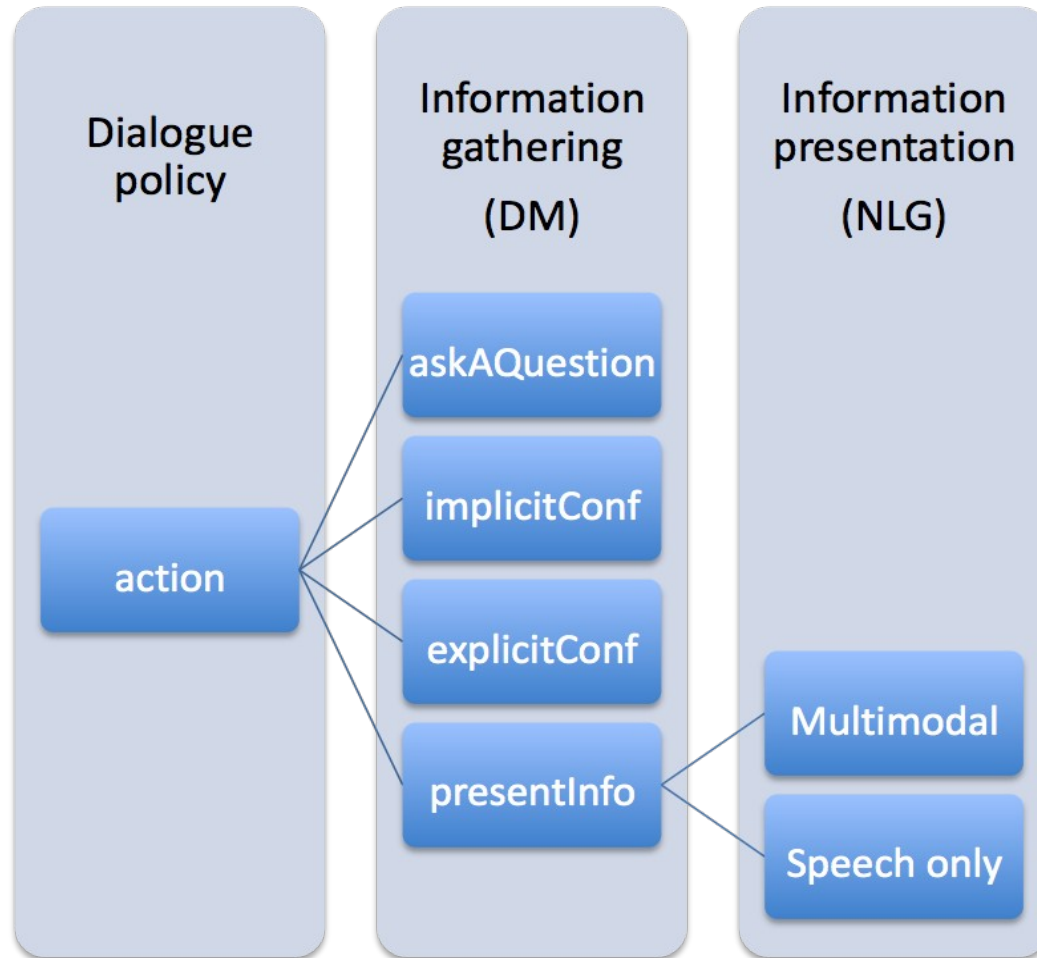 Dialogue
policy
action
Information
gathering
(DM)
askAQuestion
implicitConf
explicitConf
presentInfo
Information
presentation
(NLG)
Multimodal
Speech only